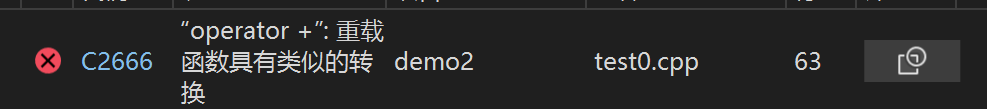 “operator +”: 重载
C2666 函数具有类似的转 demo2 test0.cpp 63
换